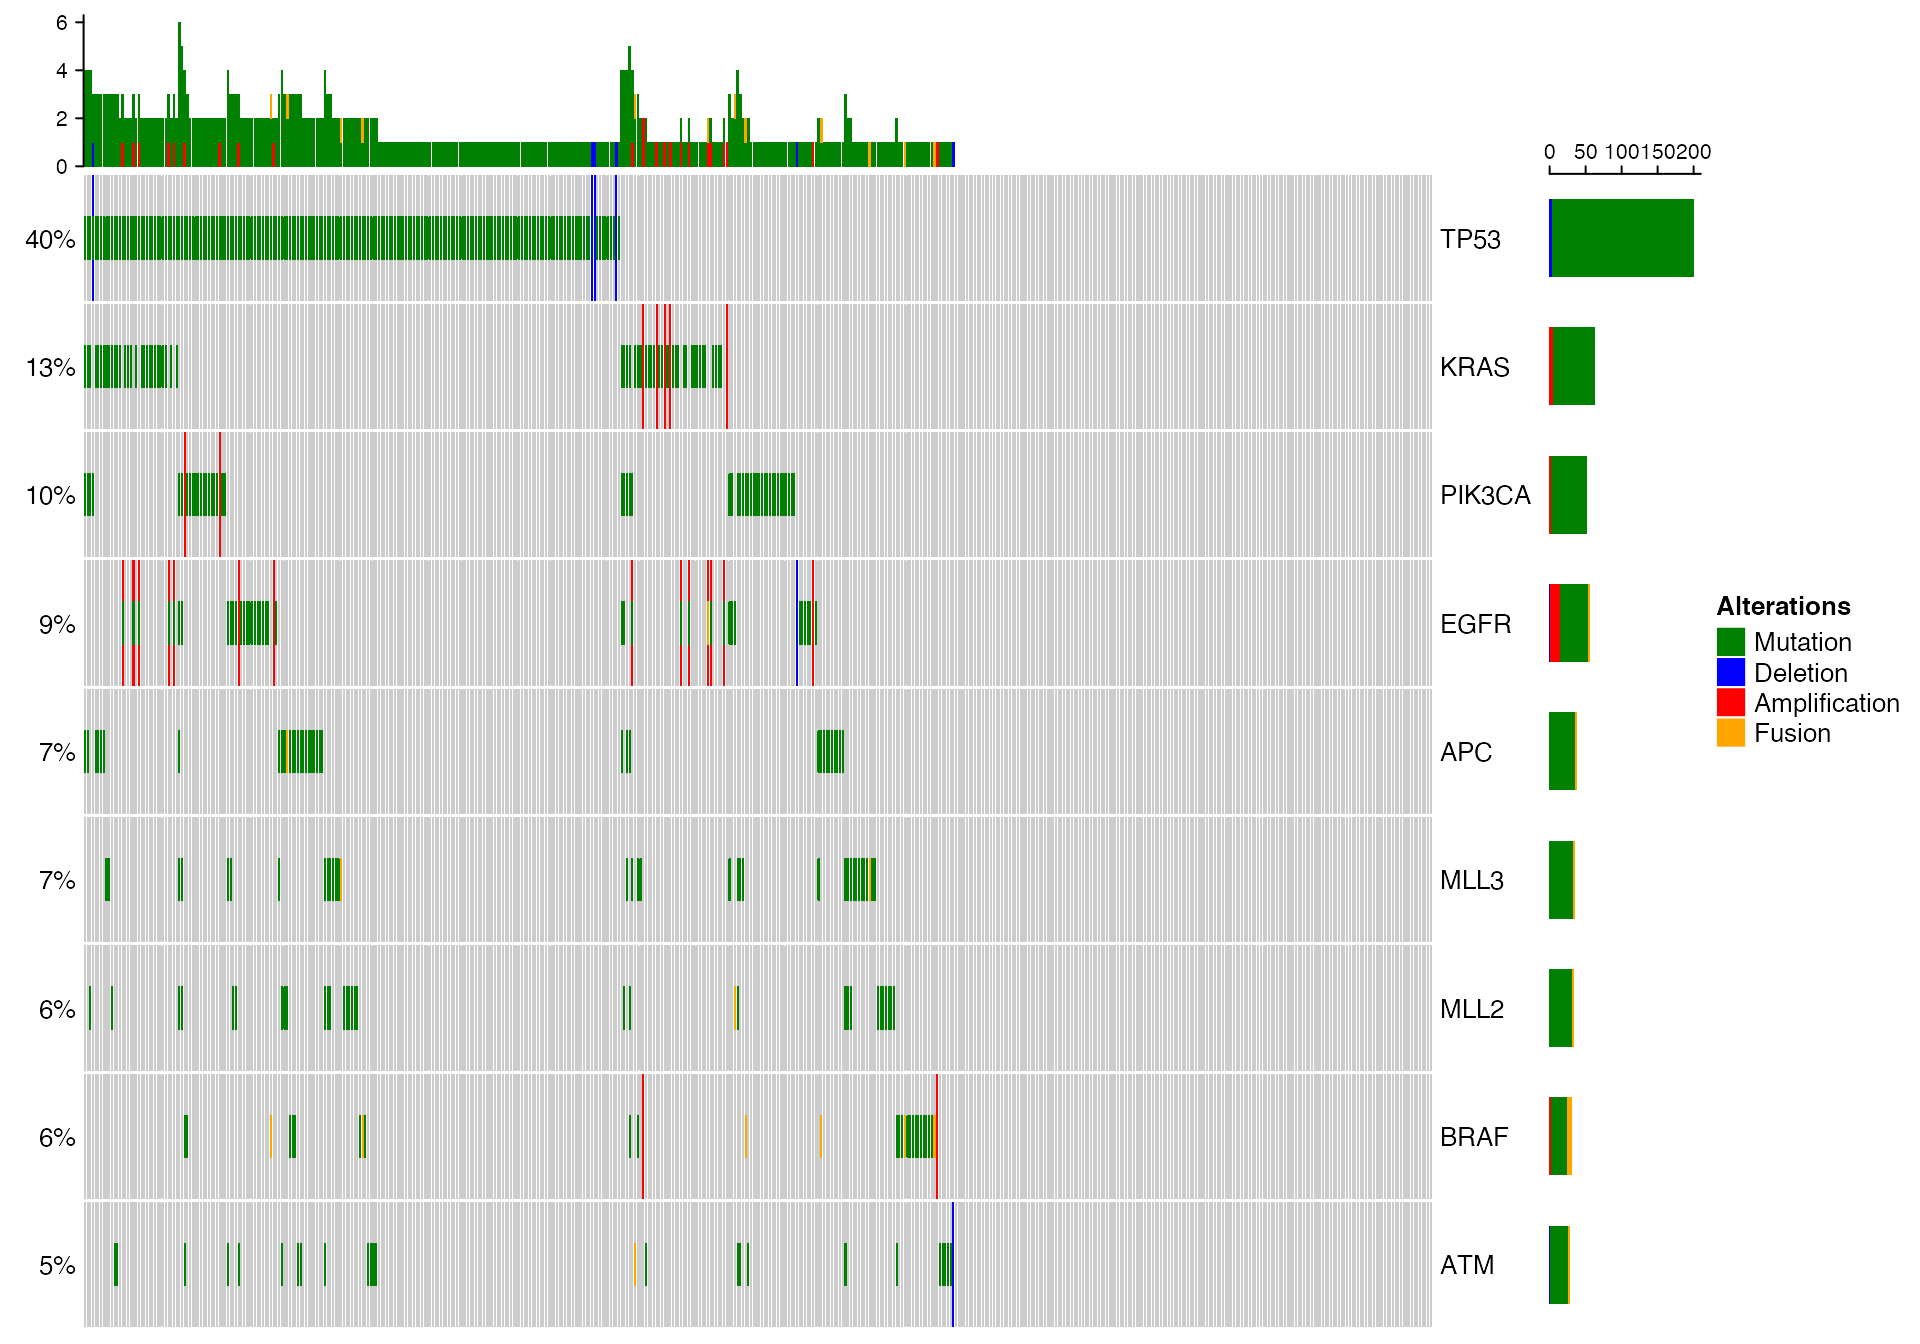 6
4
2
0
0 50 100150200
40% TP53
13% KRAS
10% PIK3CA
9% EGFR
7% APC
7% MLL3
6% MLL2
6% BRAF
5% ATM
Alterations
Mutation
Deletion
Amplification
Fusion